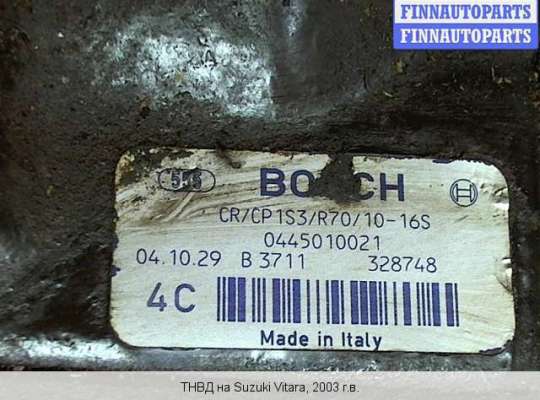 FINNAUTOPARTS
FINNAUTOPARTS
BOSCH
CR/CP1S3/R70/10-16S
0445010021
04.10.29 B 3711 328748
4C
Made in Italy
ТНВД на Suzuki Vitara, 2003 г.в.